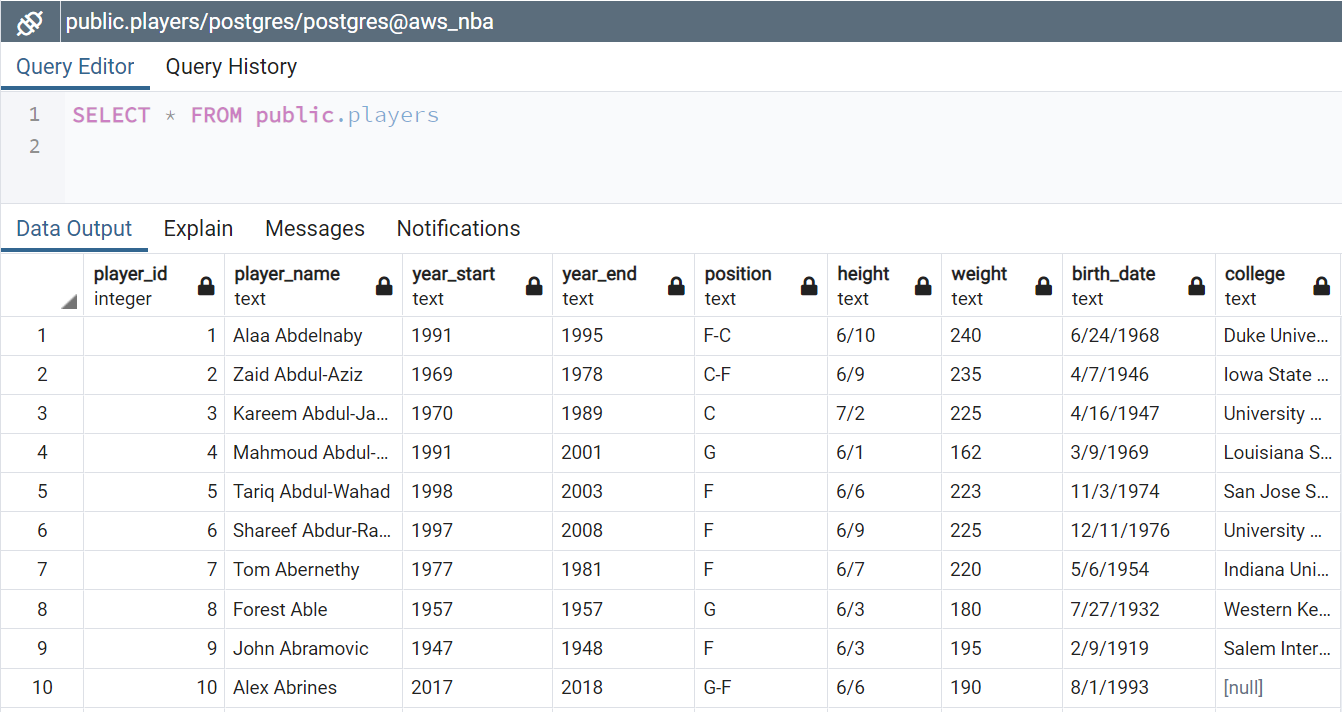 public.players/postgres/postgres@aws_nba
Query Editor Query History
1 SELECT * FROM public.players
2
Data Output Explain Messages Notifications
player_id player_name year_start year_end position height weight birth_date college
integer text text text text text text text text
1 1 Alaa Abdelnaby 1991 1995 F-C 6/10 240 6/24/1968 Duke Unive...
2 2 Zaid Abdul-Aziz 1969 1978 C-F 6/9 235 4/7/1946 Iowa State ...
3 3 Kareem Abdul-Ja... 1970 1989 C 7/2 225 4/16/1947 University ...
4 4 Mahmoud Abdul-... 1991 2001 G 6/1 162 3/9/1969 Louisiana S...
5 5 Tariq Abdul-Wahad 1998 2003 F 6/6 223 11/3/1974 San Jose S...
6 6 Shareef Abdur-Ra... 1997 2008 F 6/9 225 12/11/1976 University ...
7 7 Tom Abernethy 1977 1981 F 6/7 220 5/6/1954 Indiana Uni...
8 8 Forest Able 1957 1957 G 6/3 180 7/27/1932 Western Ke...
9 9 John Abramovic 1947 1948 F 6/3 195 2/9/1919 Salem Inter...
10 10 Alex Abrines 2017 2018 G-F 6/6 190 8/1/1993 [null]